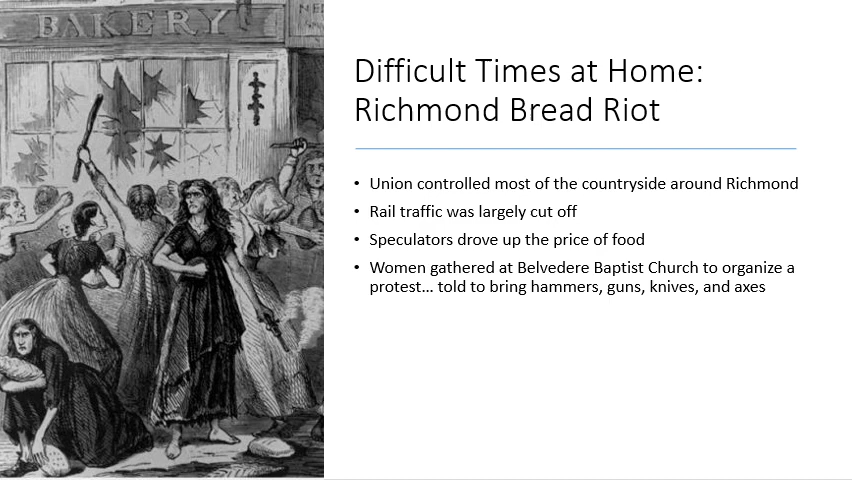 BAKERY
NE
Difficult Times at Home:
Richmond Bread Riot
• Union controlled most of the countryside around Richmond
• Rail traffic was largely cut off
• Speculators drove up the price of food
• Women gathered at Belvedere Baptist Church to organize a
protest... told to bring hammers, guns, knives, and axes